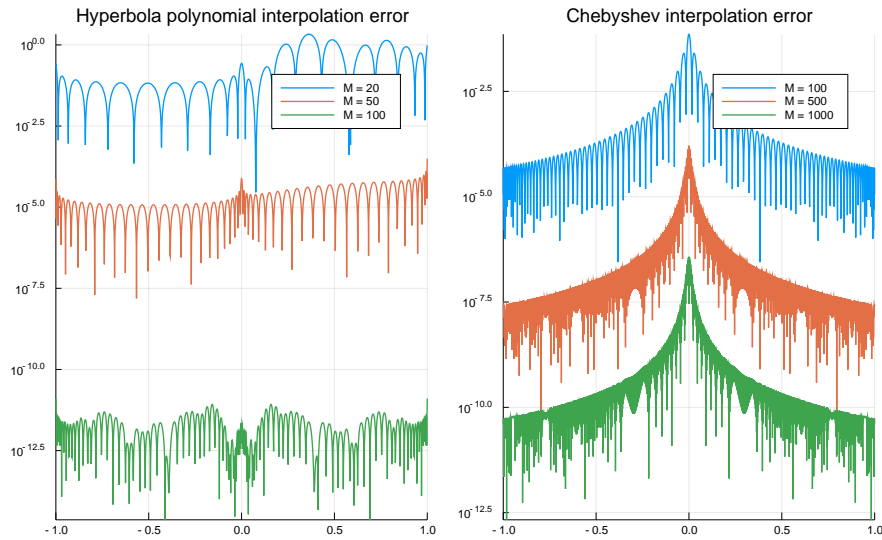 Hyperbola polynomial interpolation error
10^0.0
10^-2.5
10^-5.0
10^-7.5
10^-10.0
10^-12.5
M = 20
M = 50
M = 100
-1.0 -0.5 0.0 0.5 1.0
Chebyshev interpolation error
10^-2.5
10^-5.0
10^-7.5
10^-10.0
10^-12.5
M = 100
M = 500
M = 1000
-1.0 -0.5 0.0 0.5 1.0